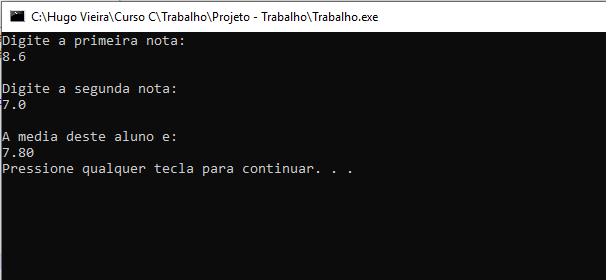 C:\Hugo Vieira\Curso C\Trabalho\Projeto - Trabalho\Trabalho.exe
Digite a primeira nota:
8.6
Digite a segunda nota:
7.0
A media deste aluno e:
7.80
Pressione qualquer tecla para continuar. . .